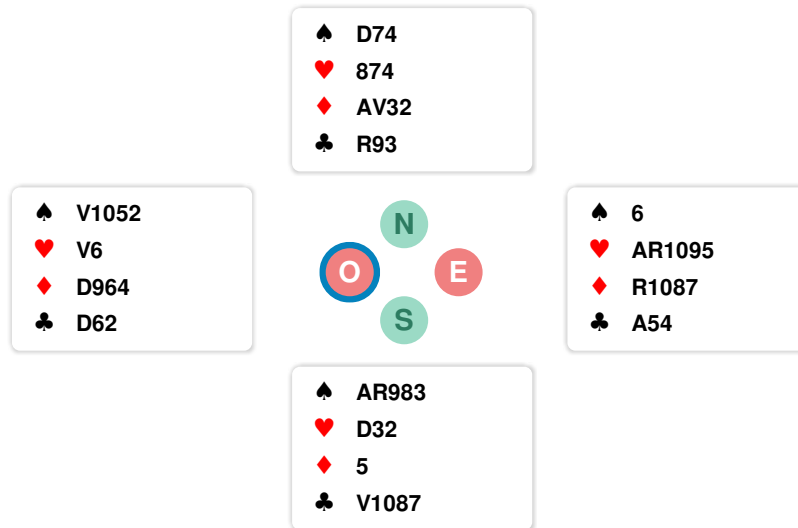 ♠ D74
♥ 874
♦ AV32
♣ R93
♠ V1052
♥ V6
♦ D964
♣ D62
N
O E
S
♠ 6
♥ AR1095
♦ R1087
♣ A54
♠ AR983
♥ D32
♦ 5
♣ V1087